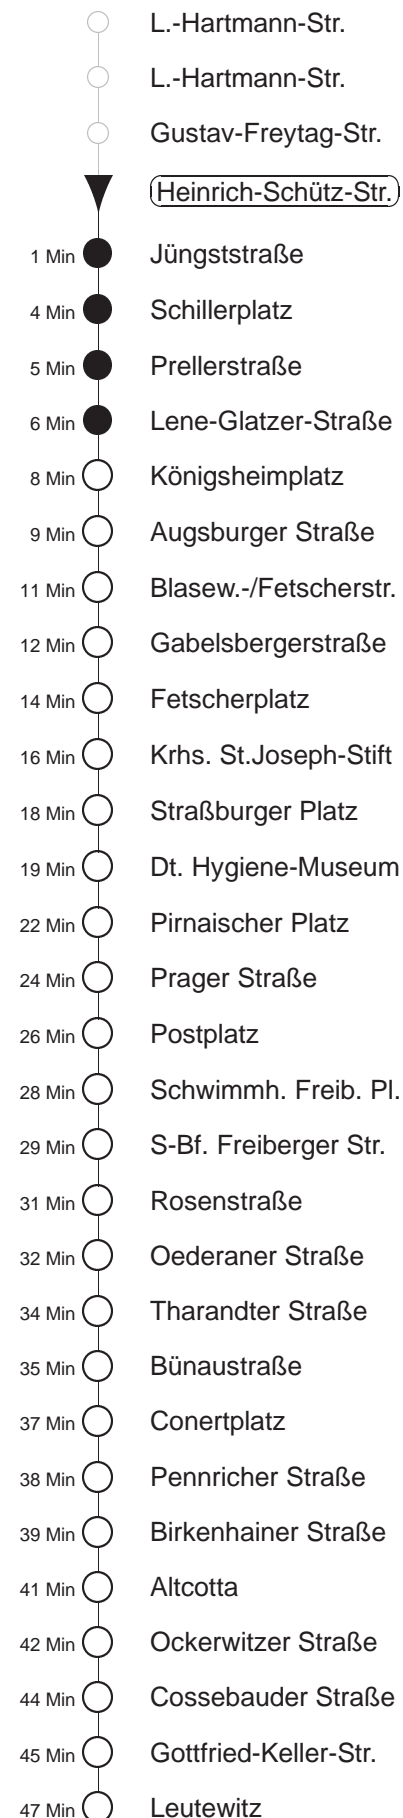 L.-Hartmann-Str.
L.-Hartmann-Str.
Gustav-Freytag-Str.
Heinrich-Schütz-Str.
1 Min Jüngststraße
4 Min Schillerplatz
5 Min Prellerstraße
6 Min Lene-Glatzer-Straße
8 Min Königsheimplatz
9 Min Augsburger Straße
11 Min Blasew.-/Fetscherstr.
12 Min Gabelsbergerstraße
14 Min Fetscherplatz
16 Min Krhs. St.Joseph-Stift
18 Min Straßburger Platz
19 Min Dt. Hygiene-Museum
22 Min Pirnaischer Platz
24 Min Prager Straße
26 Min Postplatz
28 Min Schwimmh. Freib. Pl.
29 Min S-Bf. Freiberger Str.
31 Min Rosenstraße
32 Min Oederaner Straße
34 Min Tharandter Straße
35 Min Bünaustraße
37 Min Conertplatz
38 Min Pennricher Straße
39 Min Birkenhainer Straße
41 Min Altcotta
42 Min Ockerwitzer Straße
44 Min Cossebauder Straße
45 Min Gottfried-Keller-Str.
47 Min Leutewitz